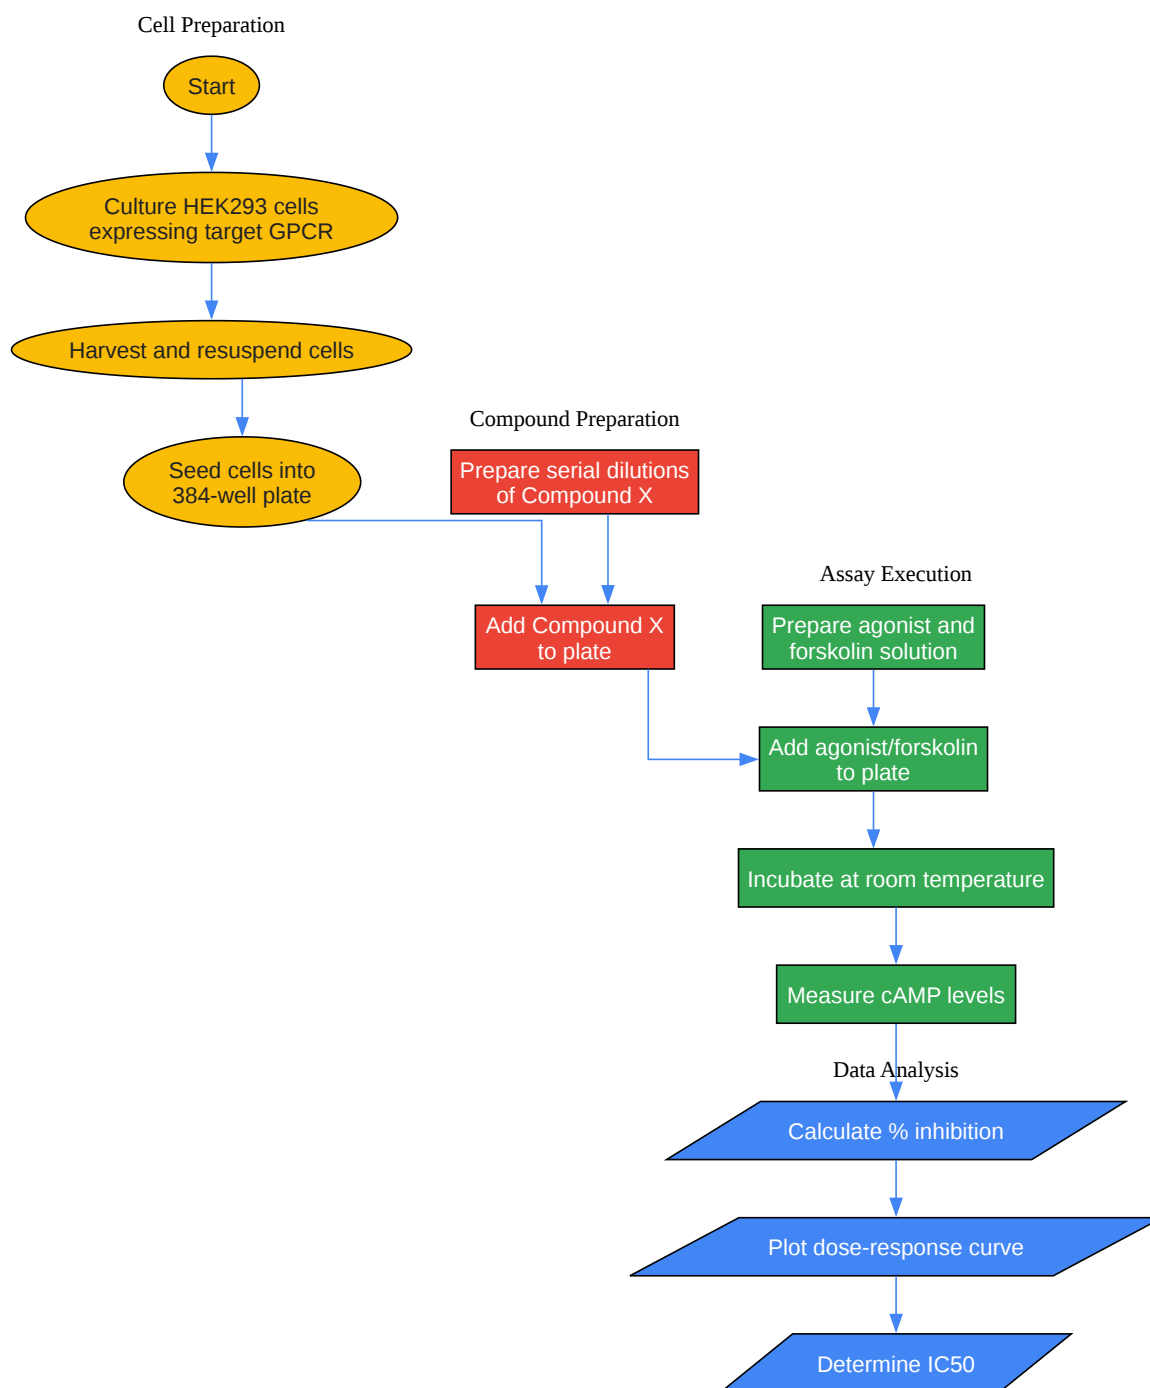 Cell Preparation
Start
Culture HEK293 cells
expressing target GPCR
Harvest and resuspend cells
Seed cells into
384-well plate
Compound Preparation
Prepare serial dilutions
of Compound X
Add Compound X
to plate
Assay Execution
Prepare agonist and
forskolin solution
Add agonist/forskolin
to plate
Incubate at room temperature
Measure cAMP levels
Data Analysis
Calculate % inhibition
Plot dose-response curve
Determine IC50